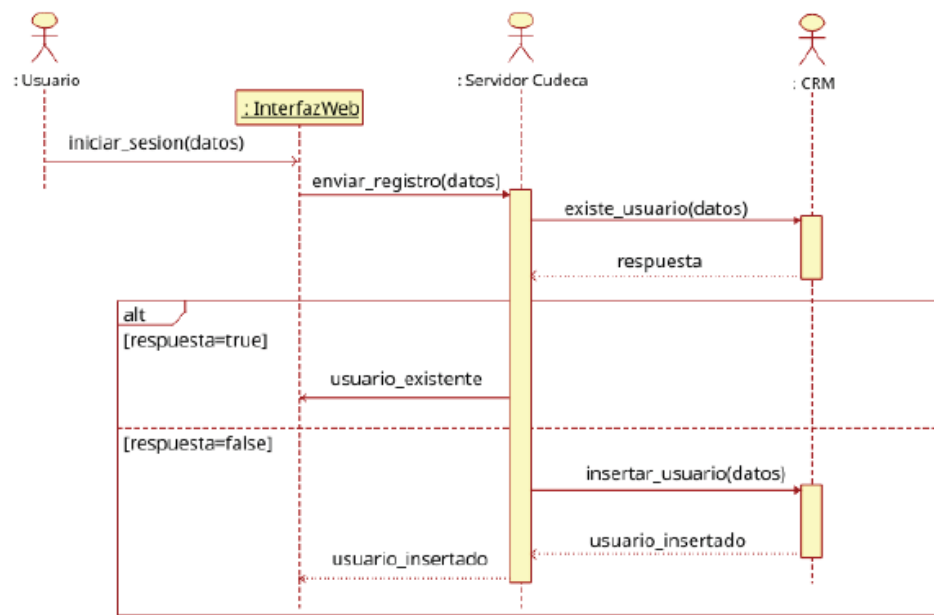 : Usuario
: InterfazWeb
: Servidor Cudeca
: CRM
iniciar_sesion(datos)
enviar_registro(datos)
existe_usuario(datos)
respuesta
alt
[respuesta=true]
usuario_existente
[respuesta=false]
insertar_usuario(datos)
usuario_insertado
usuario_insertado